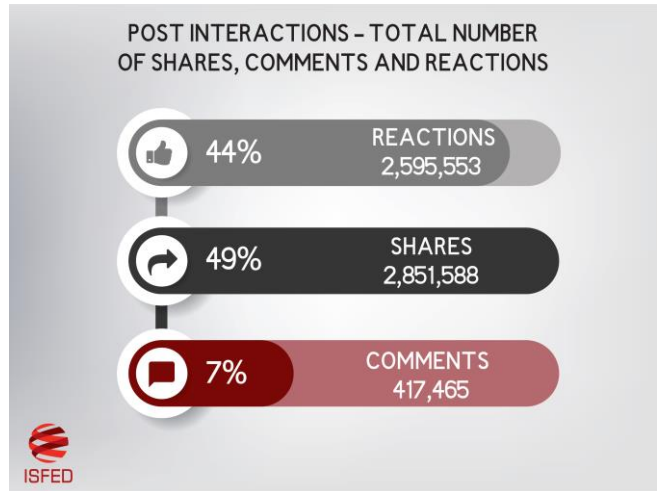 POST INTERACTIONS – TOTAL NUMBER
OF SHARES, COMMENTS AND REACTIONS
44%
REACTIONS
2,595,553
49%
SHARES
2,851,588
7%
COMMENTS
417,465
ISFED